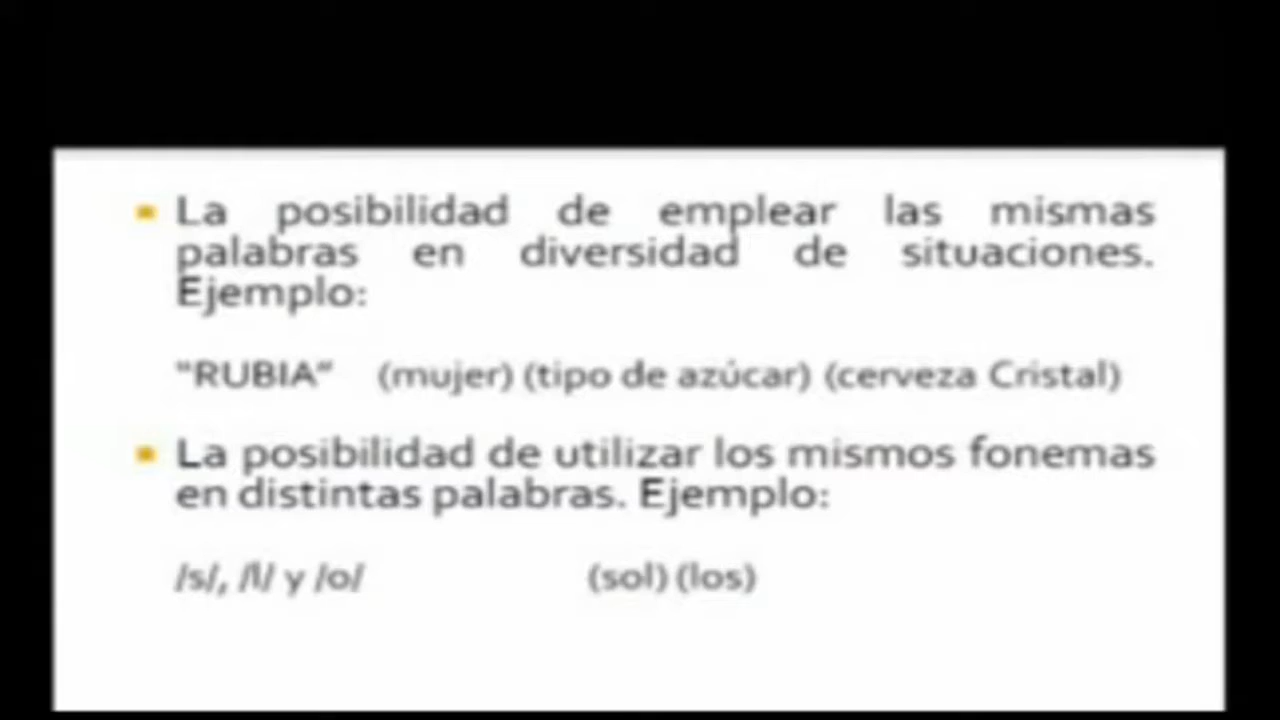 La posibilidad de emplear las mismas
palabras en diversidad de situaciones.
Ejemplo:
"RUBIA" (mujer) (tipo de azúcar) (cerveza Cristal)
La posibilidad de utilizar los mismos fonemas
en distintas palabras. Ejemplo:
/s/, /l/ y /o/ (sol) (los)